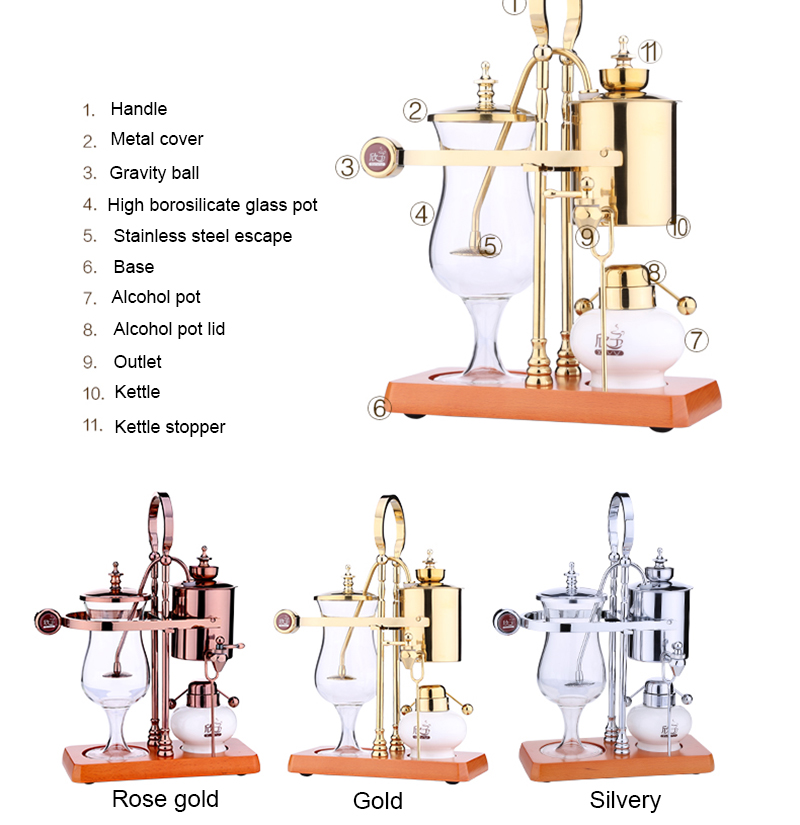 1. Handle
2. Metal cover
3. Gravity ball
4. High borosilicate glass pot
5. Stainless steel escape
6. Base
7. Alcohol pot
8. Alcohol pot lid
9. Outlet
10. Kettle
11. Kettle stopper
①
⑪
②
③
④
⑤
⑨
⑩
⑧
⑦
⑥
Rose gold
Gold
Silvery